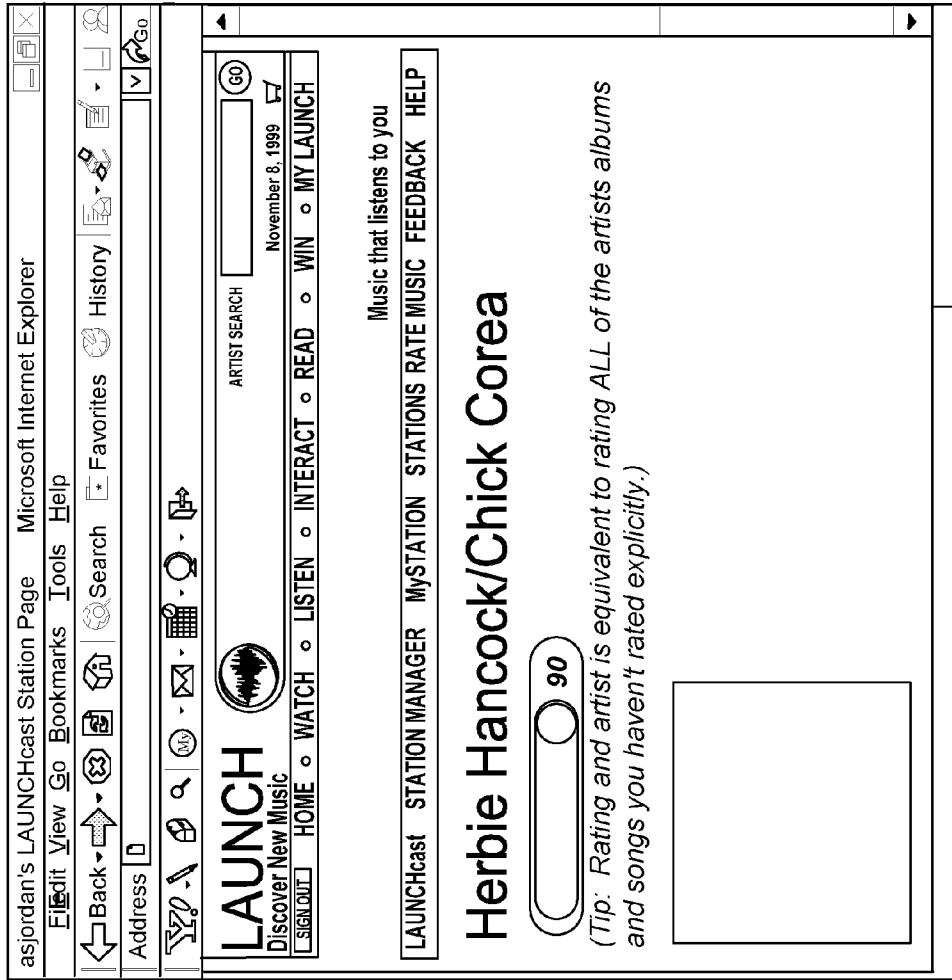 asjordan's LAUNCHcast Station Page Microsoft Internet Explorer
Edit View Go Bookmarks Tools Help
Back Search Favorites History
Address Go
Y! My
LAUNCH ARTIST SEARCH GO
Discover New Music November 8, 1999
SIGN OUT HOME o WATCH o LISTEN o INTERACT o READ o WIN o MY LAUNCH
Music that listens to you
LAUNCHcast STATION MANAGER MySTATION STATIONS RATE MUSIC FEEDBACK HELP
Herbie Hancock/Chick Corea
90
(Tip: Rating and artist is equivalent to rating ALL of the artists albums
and songs you haven't rated explicitly.)